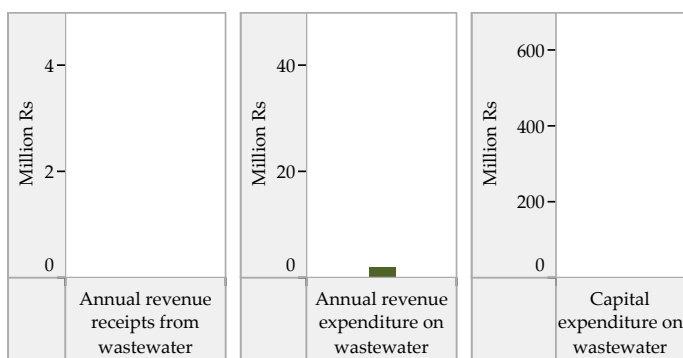 Million Rs
4
2
0
Annual revenue
receipts from
wastewater
Million Rs
40
20
0
Annual revenue
expenditure on
wastewater
Million Rs
600
400
200
0
Capital
expenditure on
wastewater